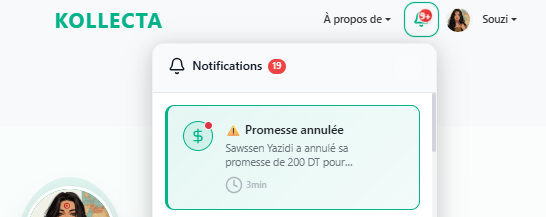 KOLLECTA
À propos de
9+
Souzi
Notifications 19
⚠️ Promesse annulée
Sawssen Yazidi a annulé sa
promesse de 200 DT pour...
3min